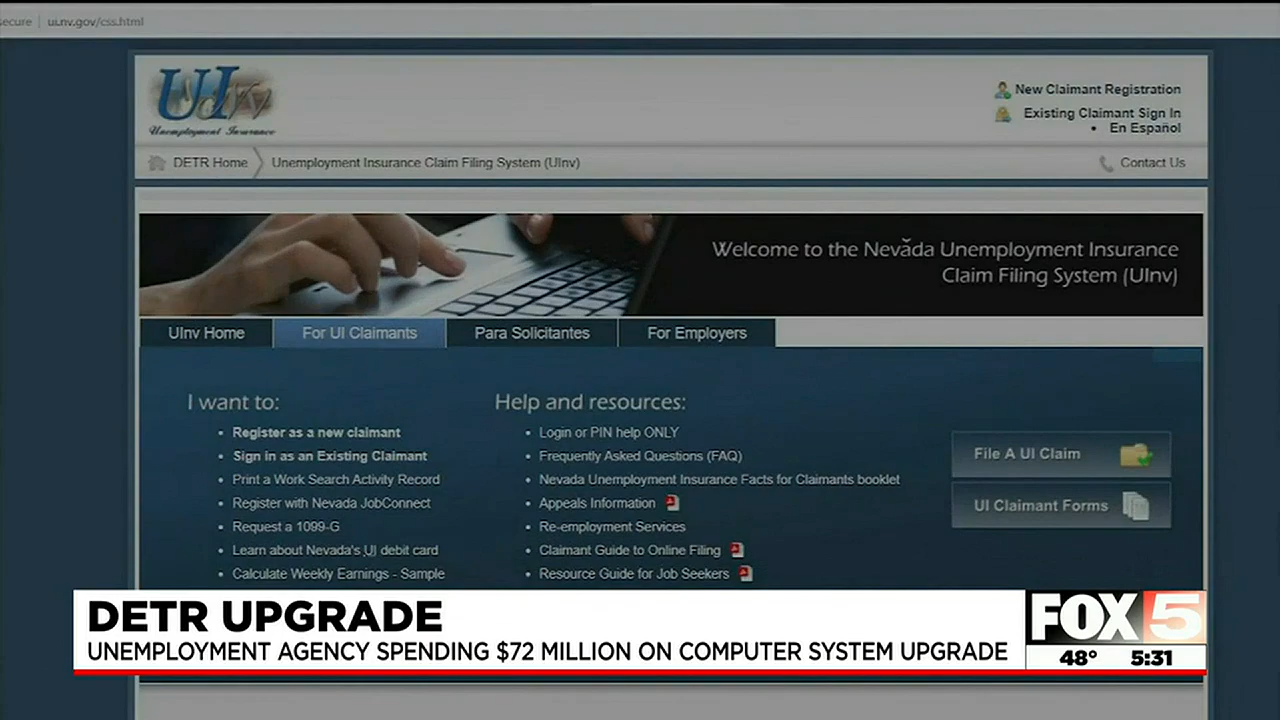 secure | ui.nv.gov/css.html
UInv
Unemployment Insurance
New Claimant Registration
Existing Claimant Sign In
• En Español
DETR Home
Unemployment Insurance Claim Filing System (UInv)
Contact Us
Welcome to the Nevada Unemployment Insurance
Claim Filing System (UInv)
UInv Home
For UI Claimants
Para Solicitantes
For Employers
I want to:
• Register as a new claimant
• Sign in as an Existing Claimant
• Print a Work Search Activity Record
• Register with Nevada JobConnect
• Request a 1099-G
• Learn about Nevada's UI debit card
• Calculate Weekly Earnings - Sample
Help and resources:
• Login or PIN help ONLY
• Frequently Asked Questions (FAQ)
• Nevada Unemployment Insurance Facts for Claimants booklet
• Appeals Information
• Re-employment Services
• Claimant Guide to Online Filing
• Resource Guide for Job Seekers
File A UI Claim
UI Claimant Forms
DETR UPGRADE
UNEMPLOYMENT AGENCY SPENDING $72 MILLION ON COMPUTER SYSTEM UPGRADE
FOX 5
48° 5:31